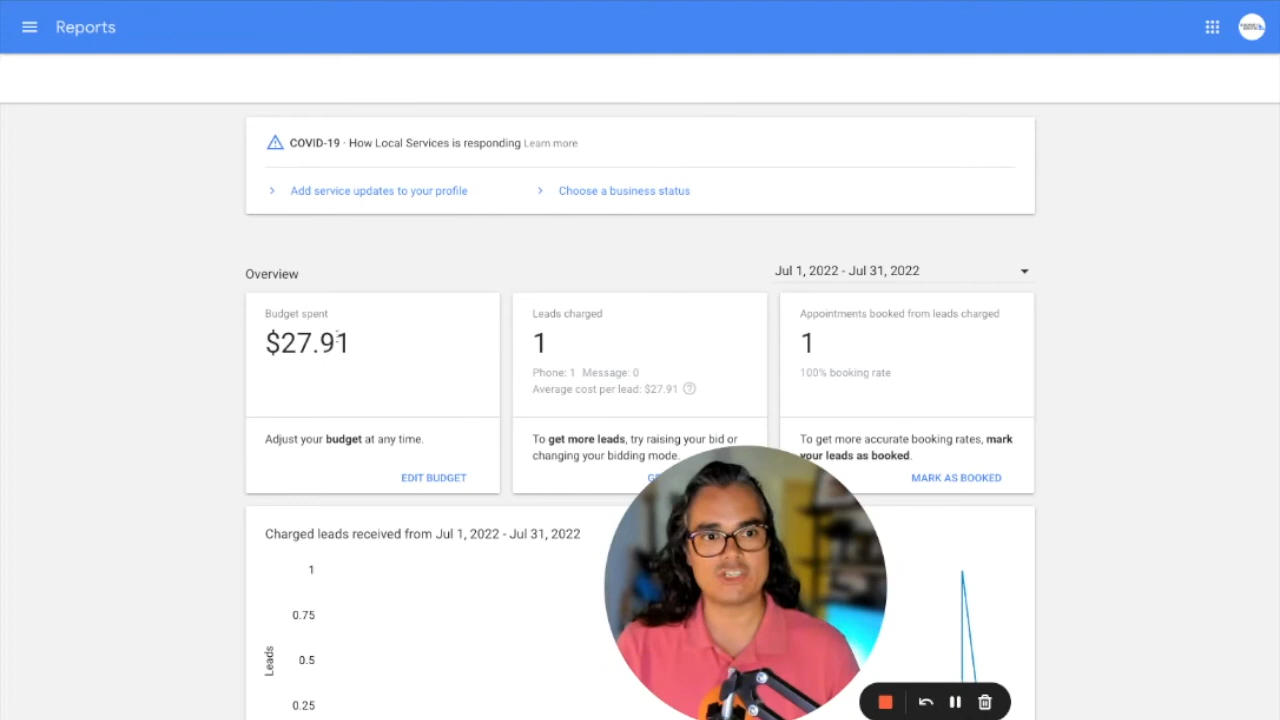 Reports
COVID-19 · How Local Services is responding Learn more
Add service updates to your profile
Choose a business status
Overview
Jul 1, 2022 - Jul 31, 2022
Budget spent
$27.91
Adjust your budget at any time.
EDIT BUDGET
Leads charged
1
Phone: 1 Message: 0
Average cost per lead: $27.91
To get more leads, try raising your bid or
changing your bidding mode.
Appointments booked from leads charged
1
100% booking rate
To get more accurate booking rates, mark
your leads as booked.
MARK AS BOOKED
Charged leads received from Jul 1, 2022 - Jul 31, 2022
1
0.75
0.5
0.25
Leads